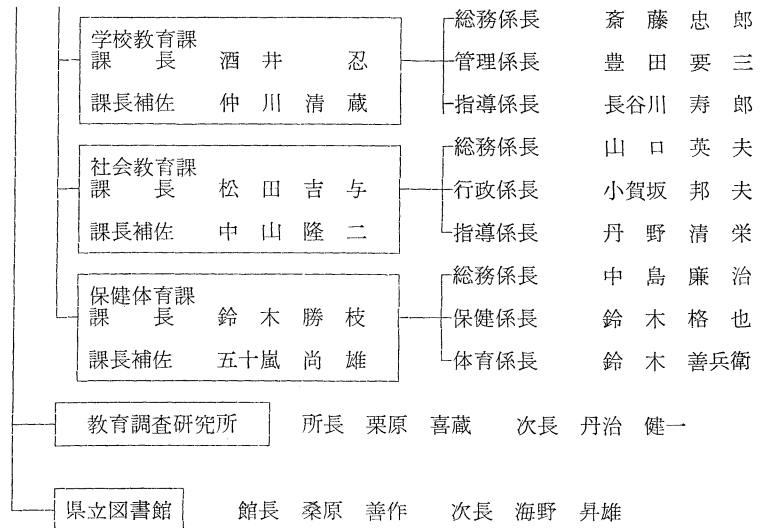 学校教育課
課長 酒井 忍
課長補佐 仲川清蔵
総務係長 斎藤忠郎
管理係長 豊田要三
指導係長 長谷川寿郎
社会教育課
課長 松田吉与
課長補佐 中山隆二
総務係長 山口英夫
行政係長 小賀坂邦夫
指導係長 丹野清栄
保健体育課
課長 鈴木勝枝
課長補佐 五十嵐尚雄
総務係長 中島廉治
保健係長 鈴木格也
体育係長 鈴木善兵衛
教育調査研究所 所長 栗原 喜蔵 次長 丹治 健一
県立図書館 館長 桑原 善作 次長 海野 昇雄